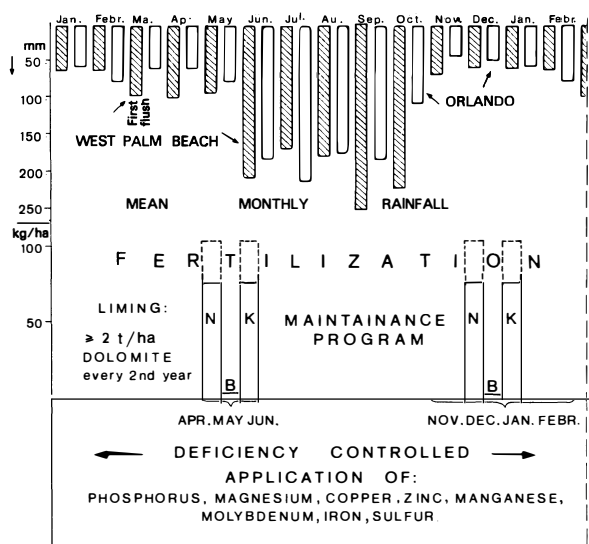 Jan. Febr. Ma. Ap. May Jun. Jul. Au. Sep. Oct. Nov. Dec. Jan. Febr.
mm
50
100
150
200
250
First flush
WEST PALM BEACH
ORLANDO
MEAN MONTHLY RAINFALL
kg/ha
100
50
FERTILIZATION
LIMING:
≥ 2 t/ha
DOLOMITE
every 2nd year
N B K
MAINTAINANCE
PROGRAM
N B K
APR. MAY JUN. NOV. DEC. JAN. FEBR.
DEFICIENCY CONTROLLED
APPLICATION OF:
PHOSPHORUS, MAGNESIUM, COPPER, ZINC, MANGANESE,
MOLYBDENUM, IRON, SULFUR